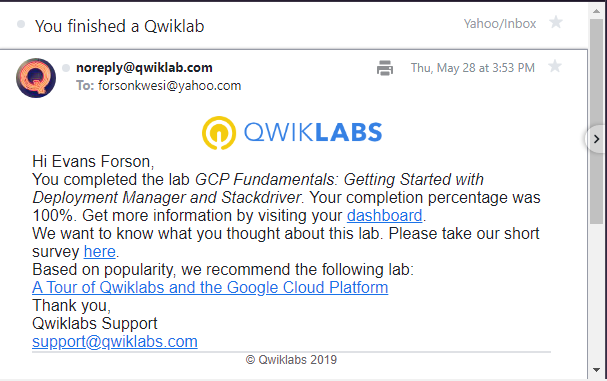 You finished a Qwiklab
Yahoo/Inbox
Q
noreply@qwiklab.com
Thu, May 28 at 3:53 PM
To: forsonkwesi@yahoo.com
QWIKLABS
Hi Evans Forson,
You completed the lab GCP Fundamentals: Getting Started with
Deployment Manager and Stackdriver. Your completion percentage was
100%. Get more information by visiting your dashboard.
We want to know what you thought about this lab. Please take our short
survey here.
Based on popularity, we recommend the following lab:
A Tour of Qwiklabs and the Google Cloud Platform
Thank you,
Qwiklabs Support
support@qwiklabs.com
© Qwiklabs 2019